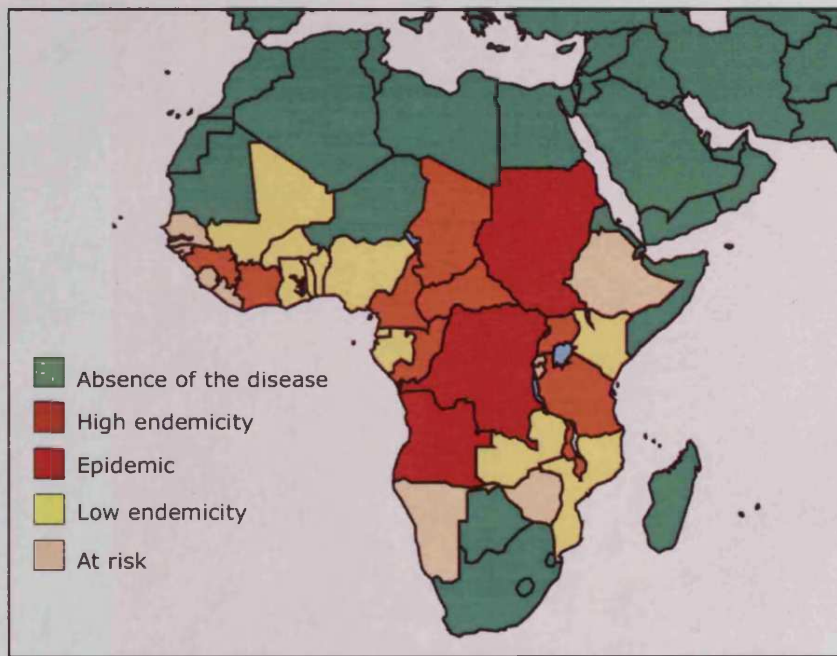 Absence of the disease
High endemicity
Epidemic
Low endemicity
At risk